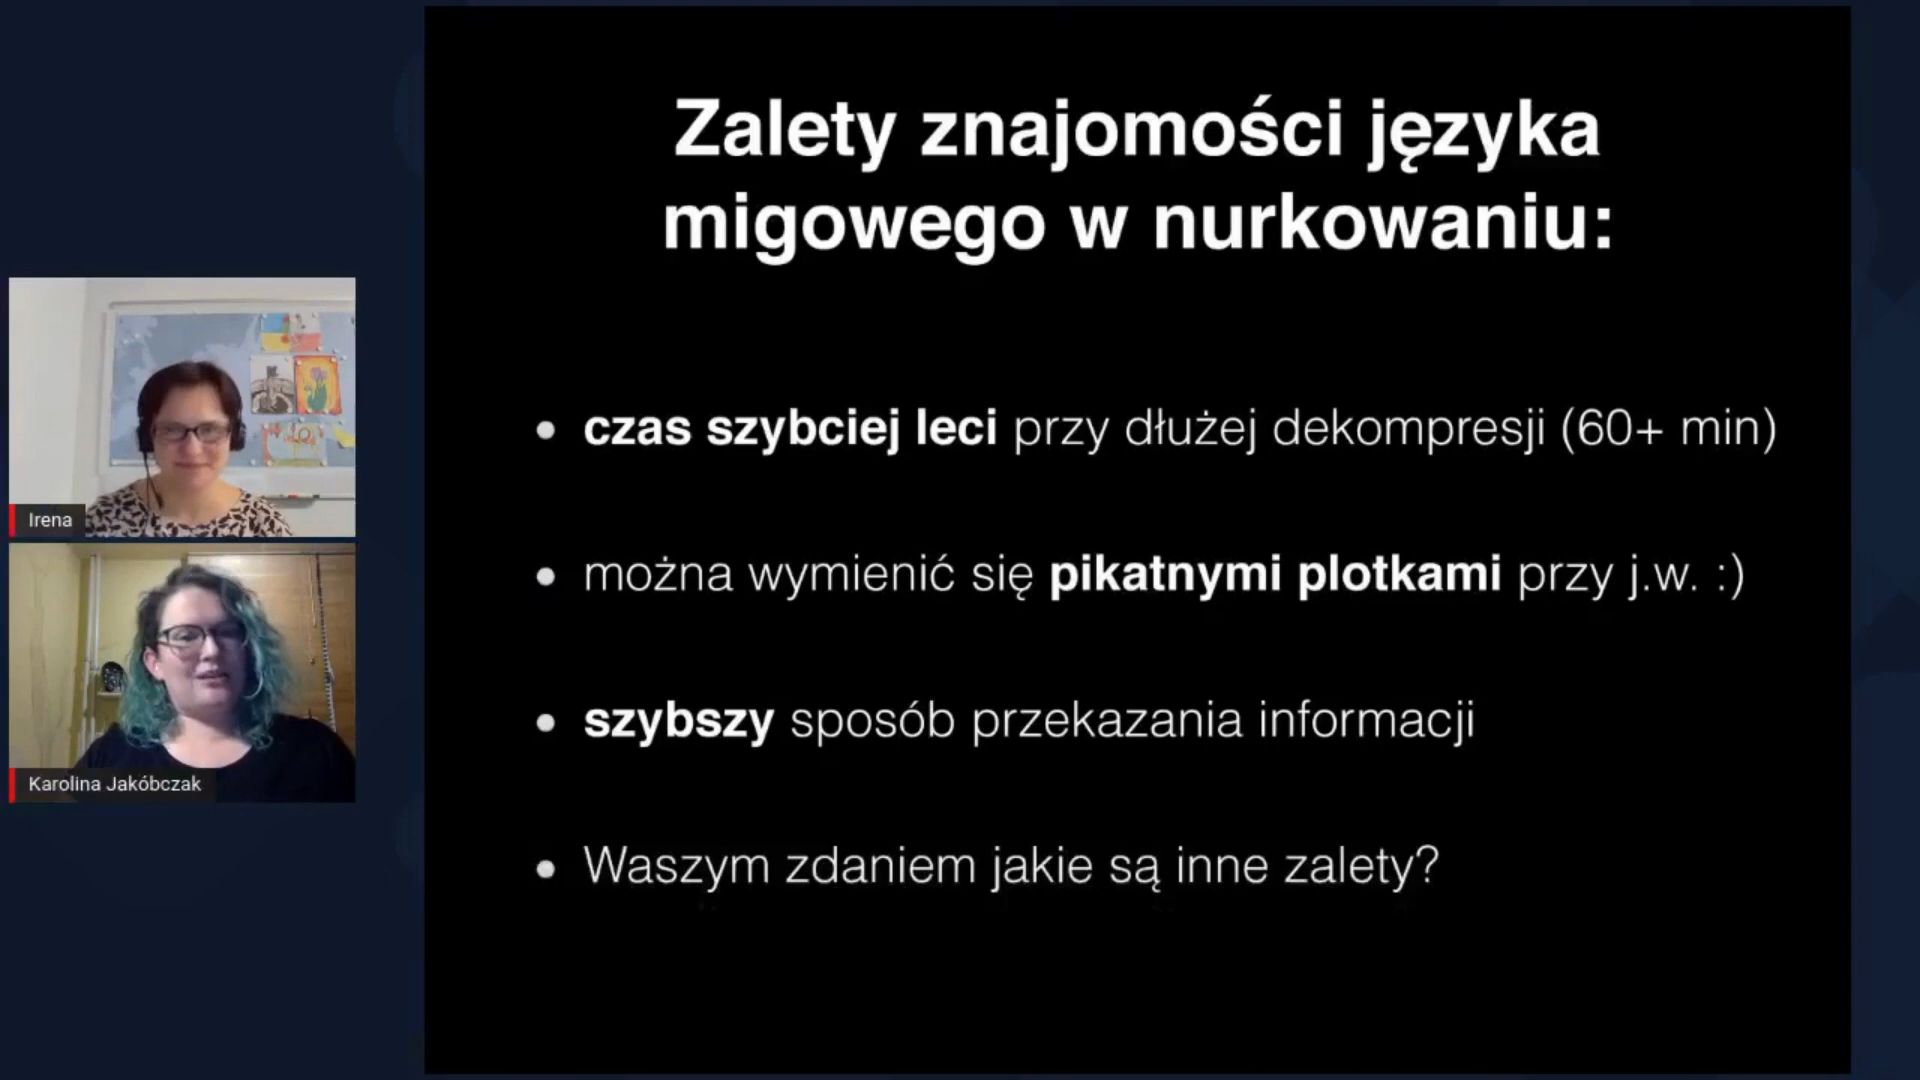 Zalety znajomości języka
migowego w nurkowaniu:
• czas szybciej leci przy dłużej dekompresji (60+ min)
• można wymienić się pikatnymi plotkami przy j.w. :)
• szybszy sposób przekazania informacji
• Waszym zdaniem jakie są inne zalety?
Irena
Karolina Jakóbczak